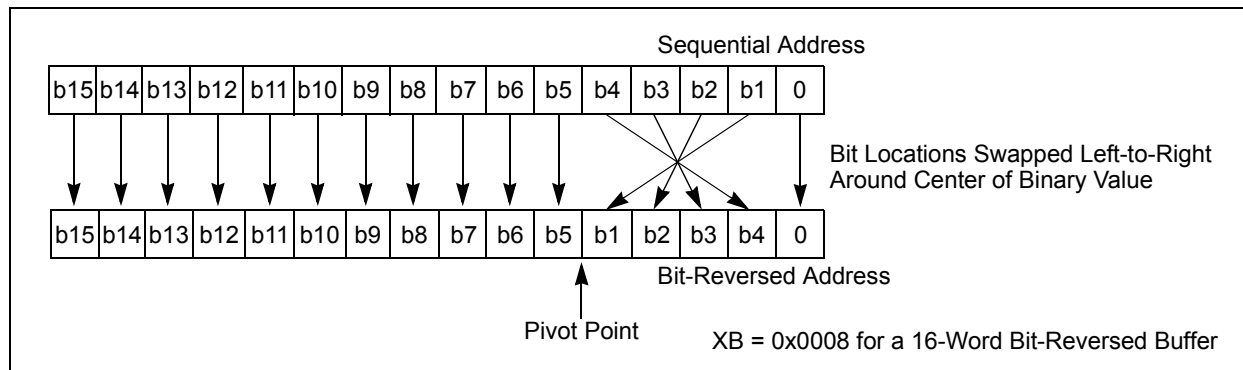 Sequential Address
b15 b14 b13 b12 b11 b10 b9 b8 b7 b6 b5 b4 b3 b2 b1 0
Bit Locations Swapped Left-to-Right
Around Center of Binary Value
b15 b14 b13 b12 b11 b10 b9 b8 b7 b6 b5 b1 b2 b3 b4 0
Bit-Reversed Address
Pivot Point
XB = 0x0008 for a 16-Word Bit-Reversed Buffer